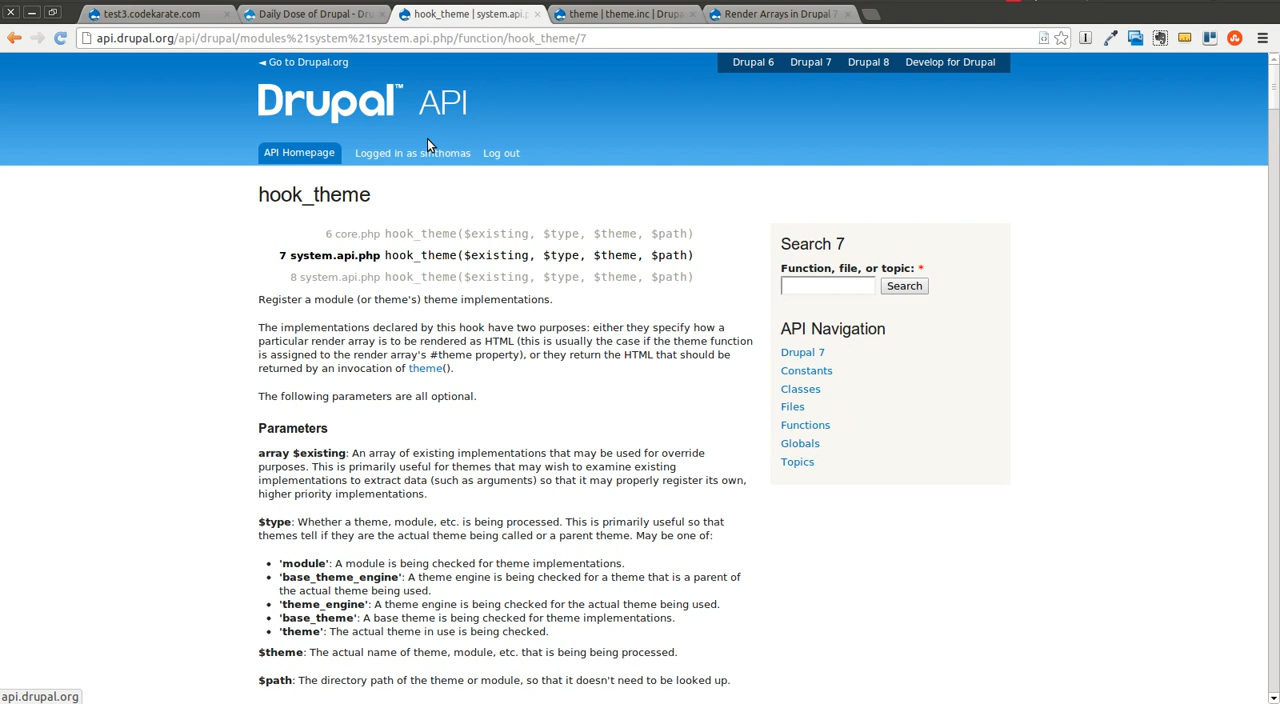 test3.codekarate.com
Daily Dose of Drupal - Dru
hook_theme | system.api.p
theme | theme.inc | Drupa
Render Arrays in Drupal 7
api.drupal.org/api/drupal/modules%21system%21system.api.php/function/hook_theme/7
◄ Go to Drupal.org
Drupal 6 Drupal 7 Drupal 8 Develop for Drupal
Drupal™ API
API Homepage Logged in as smthomas Log out
hook_theme
6 core.php hook_theme($existing, $type, $theme, $path)
7 system.api.php hook_theme($existing, $type, $theme, $path)
8 system.api.php hook_theme($existing, $type, $theme, $path)
Register a module (or theme's) theme implementations.
The implementations declared by this hook have two purposes: either they specify how a
particular render array is to be rendered as HTML (this is usually the case if the theme function
is assigned to the render array's #theme property), or they return the HTML that should be
returned by an invocation of theme().
The following parameters are all optional.
Parameters
array $existing: An array of existing implementations that may be used for override
purposes. This is primarily useful for themes that may wish to examine existing
implementations to extract data (such as arguments) so that it may properly register its own,
higher priority implementations.
$type: Whether a theme, module, etc. is being processed. This is primarily useful so that
themes tell if they are the actual theme being called or a parent theme. May be one of:
• 'module': A module is being checked for theme implementations.
• 'base_theme_engine': A theme engine is being checked for a theme that is a parent of
the actual theme being used.
• 'theme_engine': A theme engine is being checked for the actual theme being used.
• 'base_theme': A base theme is being checked for theme implementations.
• 'theme': The actual theme in use is being checked.
$theme: The actual name of theme, module, etc. that is being being processed.
$path: The directory path of the theme or module, so that it doesn't need to be looked up.
Search 7
Function, file, or topic: *
Search
API Navigation
Drupal 7
Constants
Classes
Files
Functions
Globals
Topics
api.drupal.org